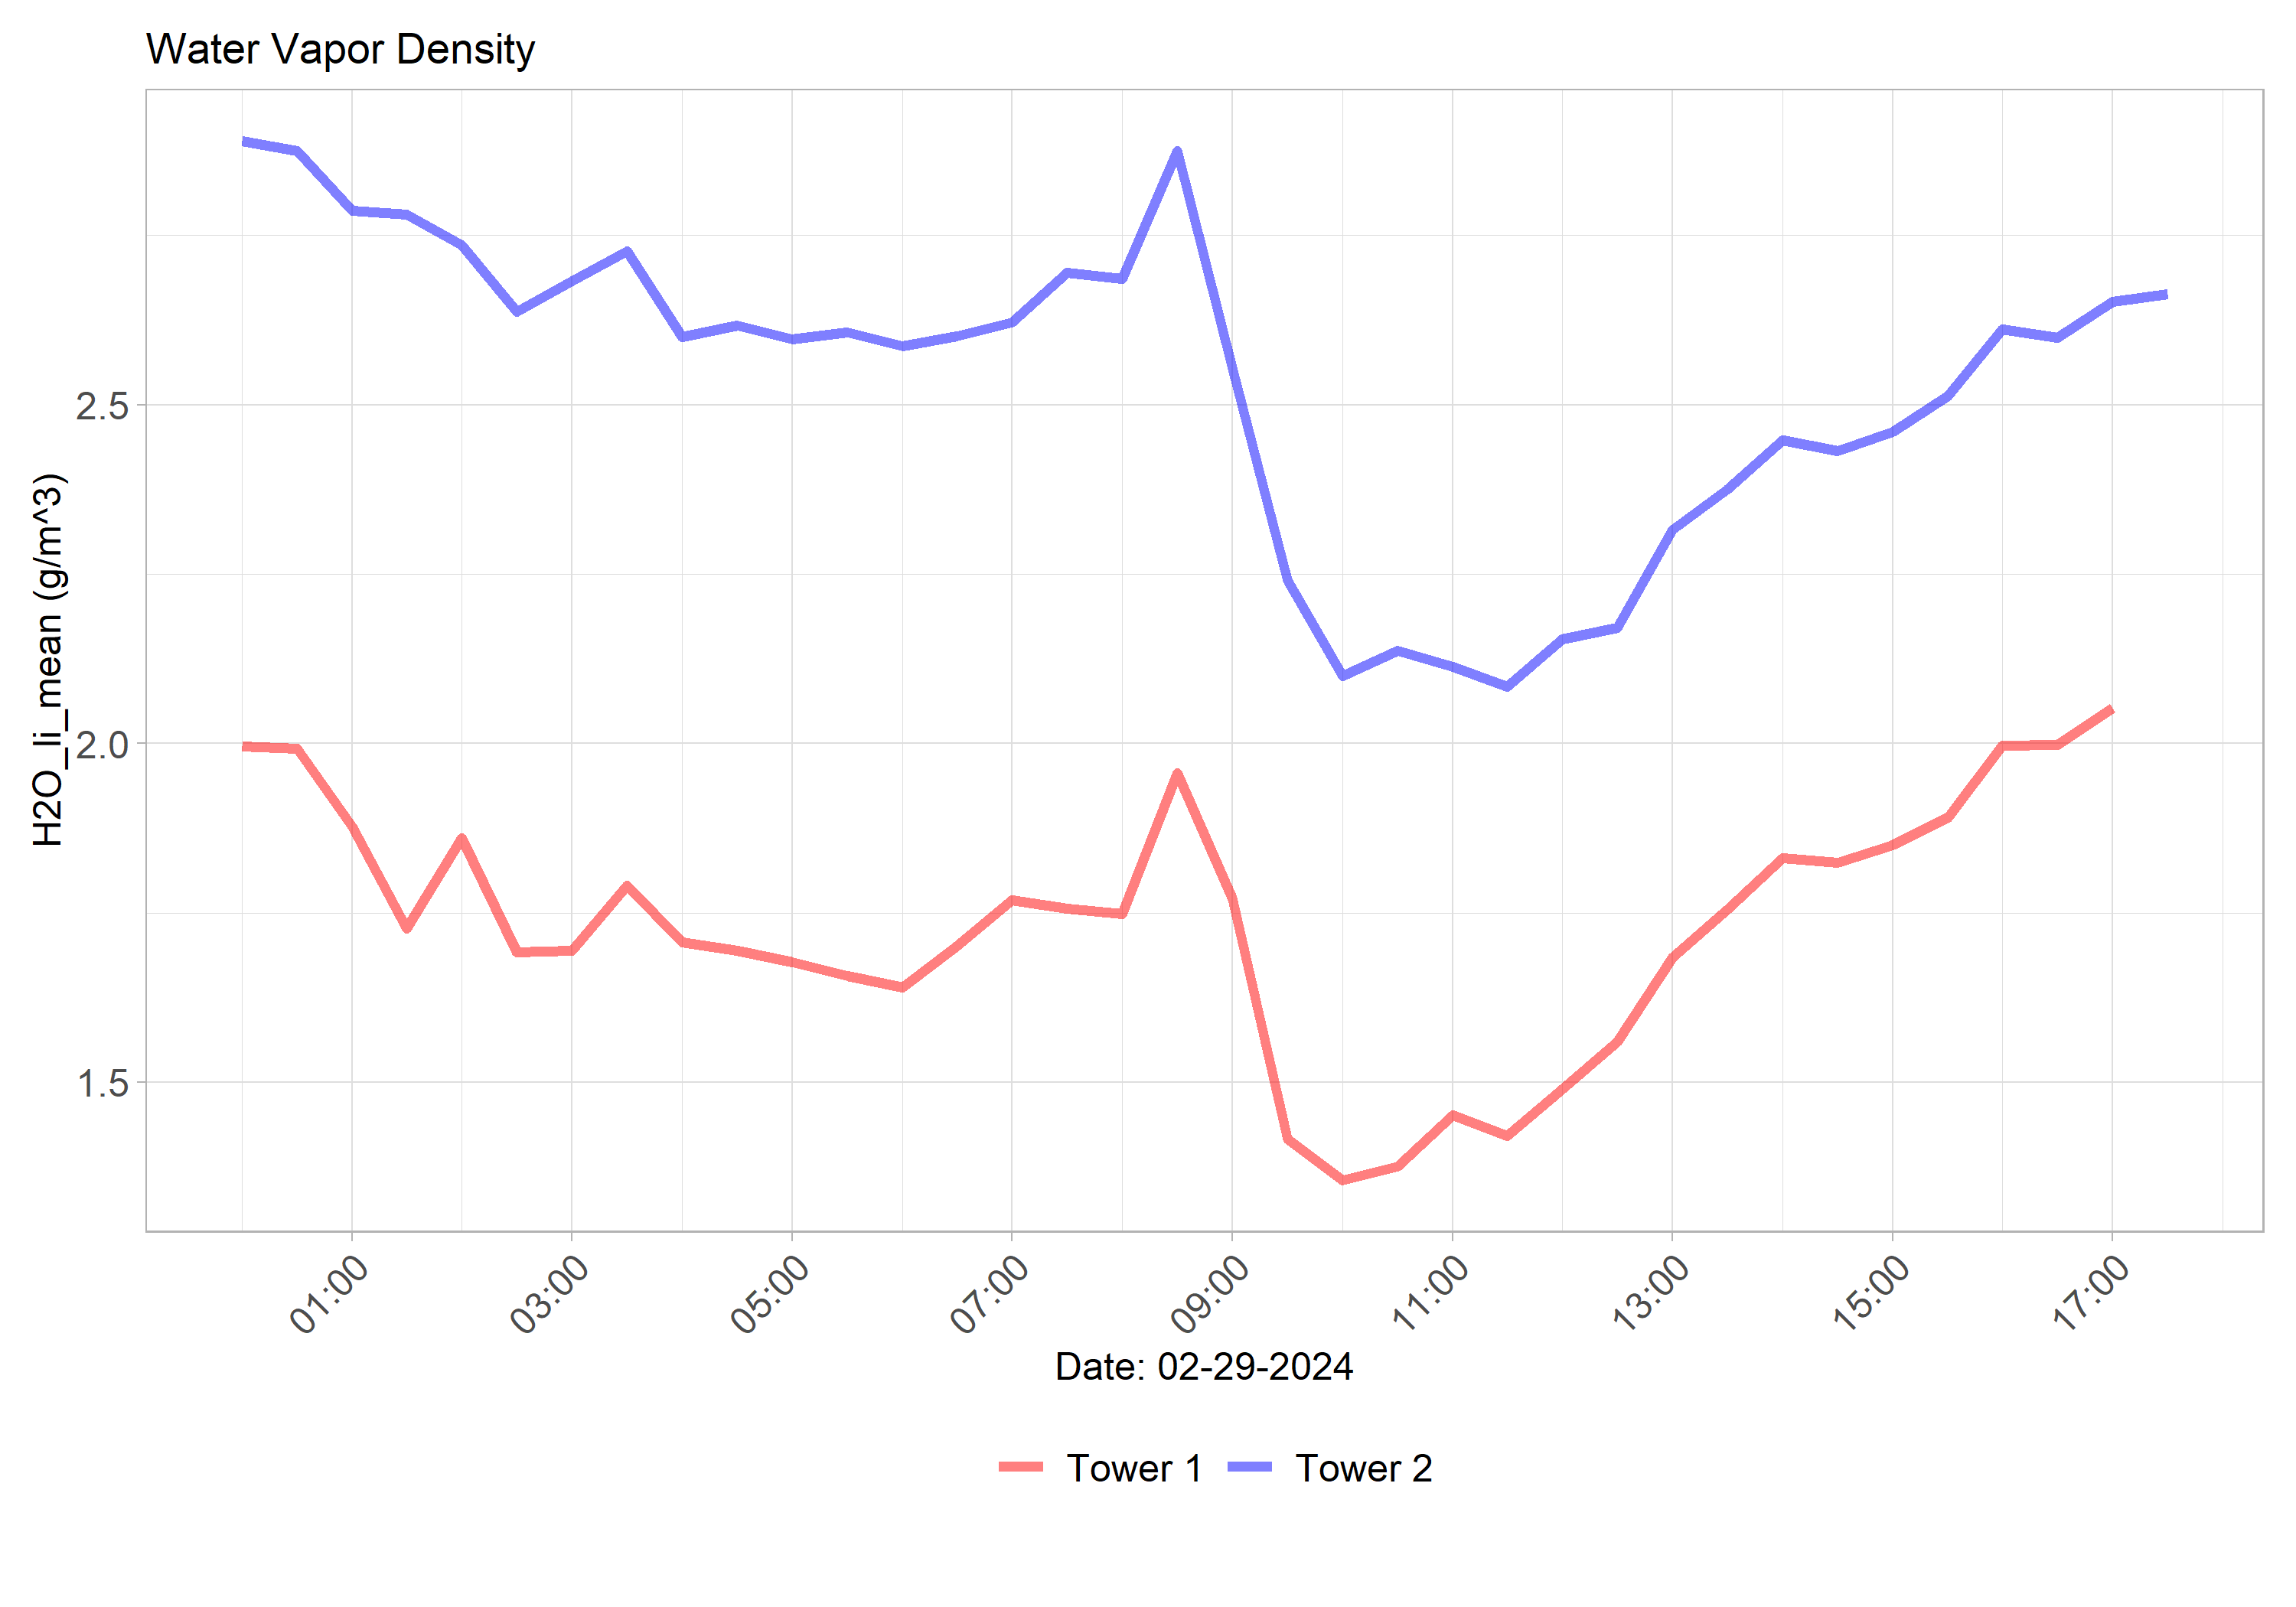 Water Vapor Density
H2O_li_mean (g/m^3)
2.5
2.0
1.5
01:00
03:00
05:00
07:00
09:00
11:00
13:00
15:00
17:00
Date: 02-29-2024
Tower 1
Tower 2